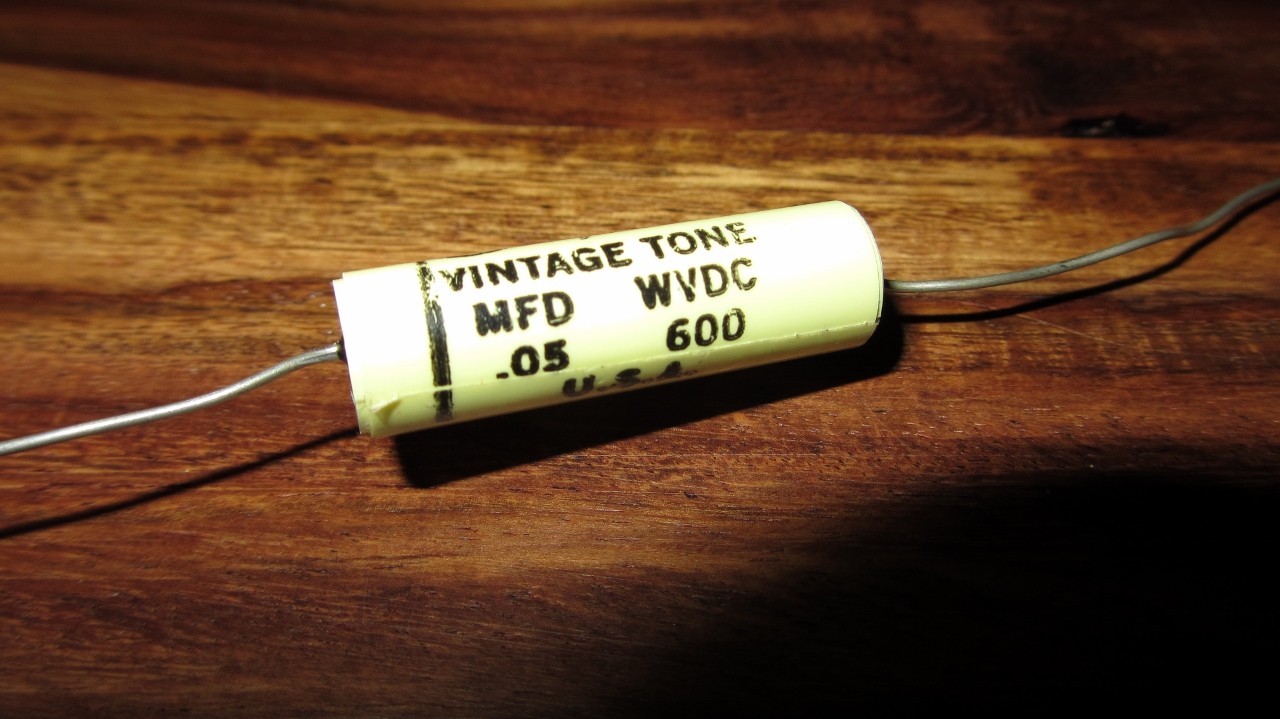 VINTAGE TONE
MFD WVDC
.05 600
U.S.A.